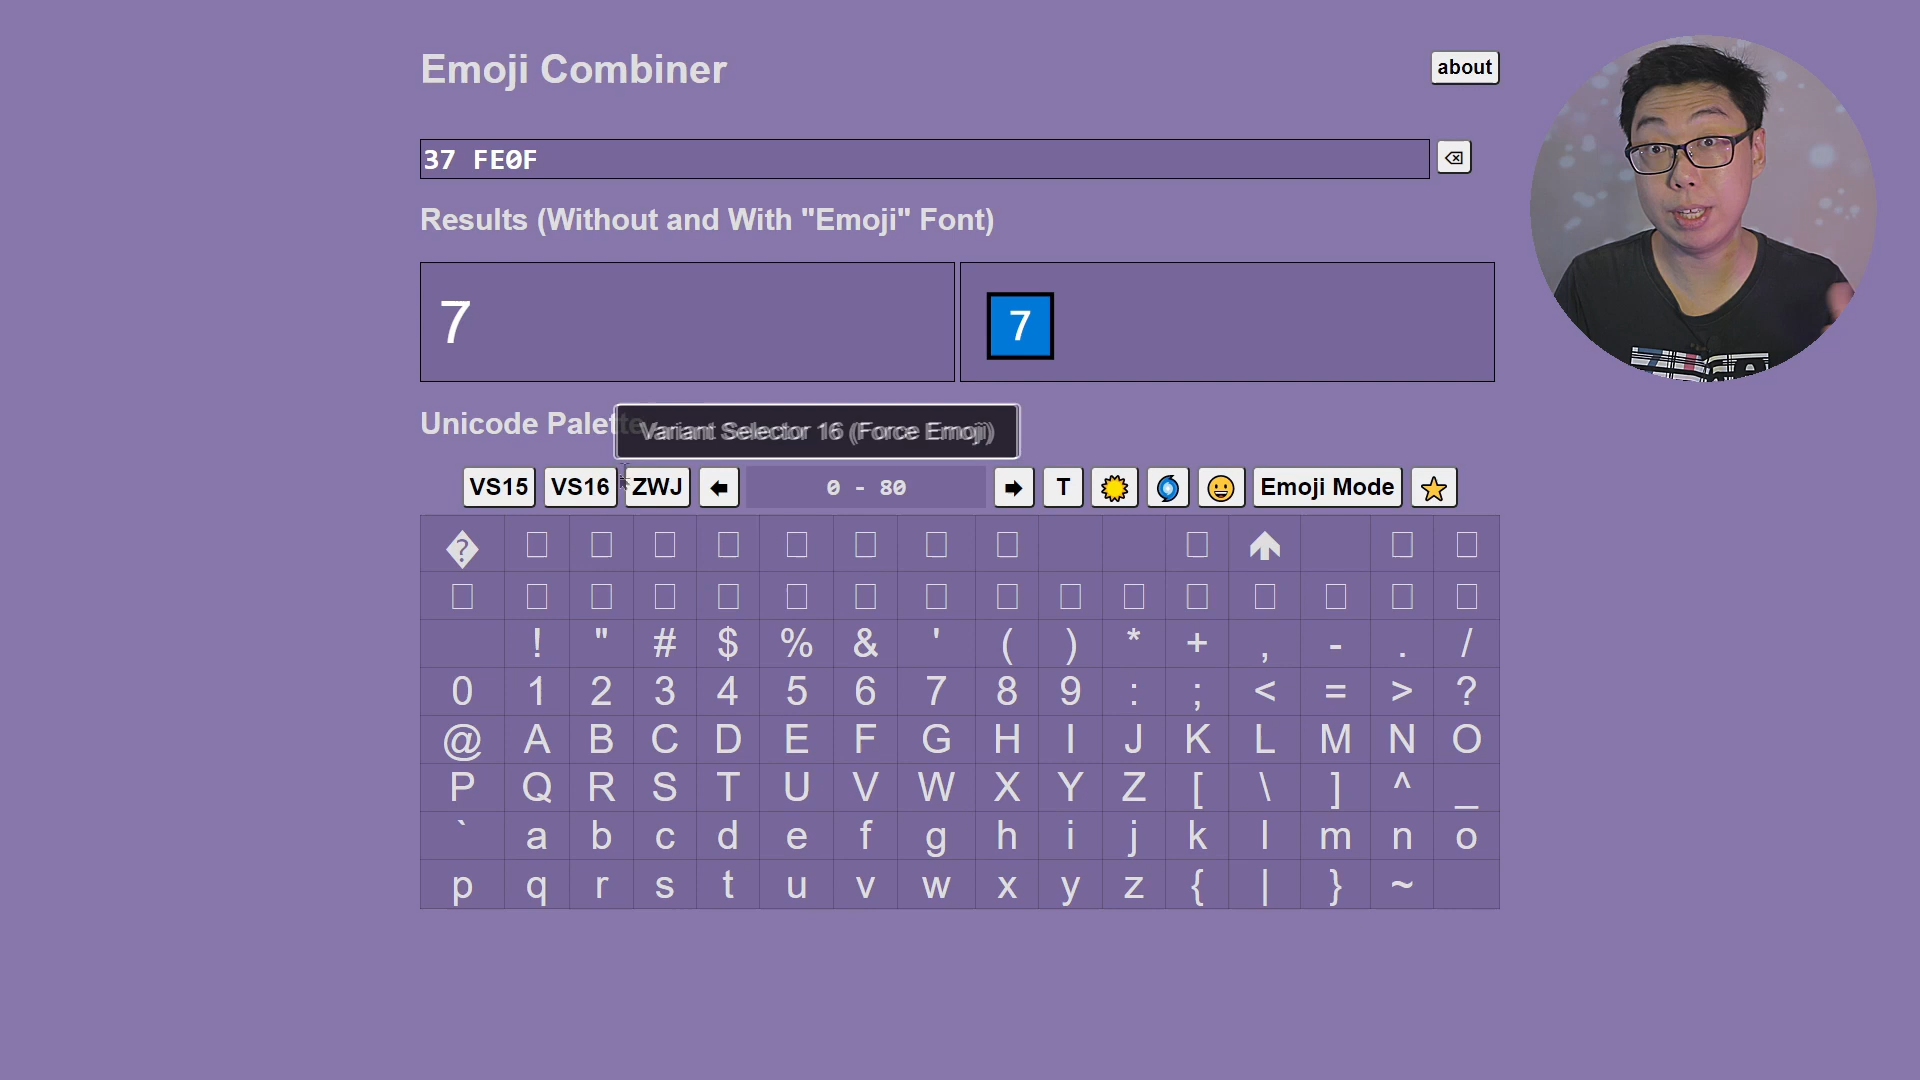 Emoji Combiner
about
37 FE0F
Results (Without and With "Emoji" Font)
7
7
Unicode Palette
Variant Selector 16 (Force Emoji)
VS15 VS16 ZWJ 0 - 80 T Emoji Mode
! " # $ % & ' ( ) * + , - . /
0 1 2 3 4 5 6 7 8 9 : ; < = > ?
@ A B C D E F G H I J K L M N O
P Q R S T U V W X Y Z [ \ ] ^ _
` a b c d e f g h i j k l m n o
p q r s t u v w x y z { | } ~